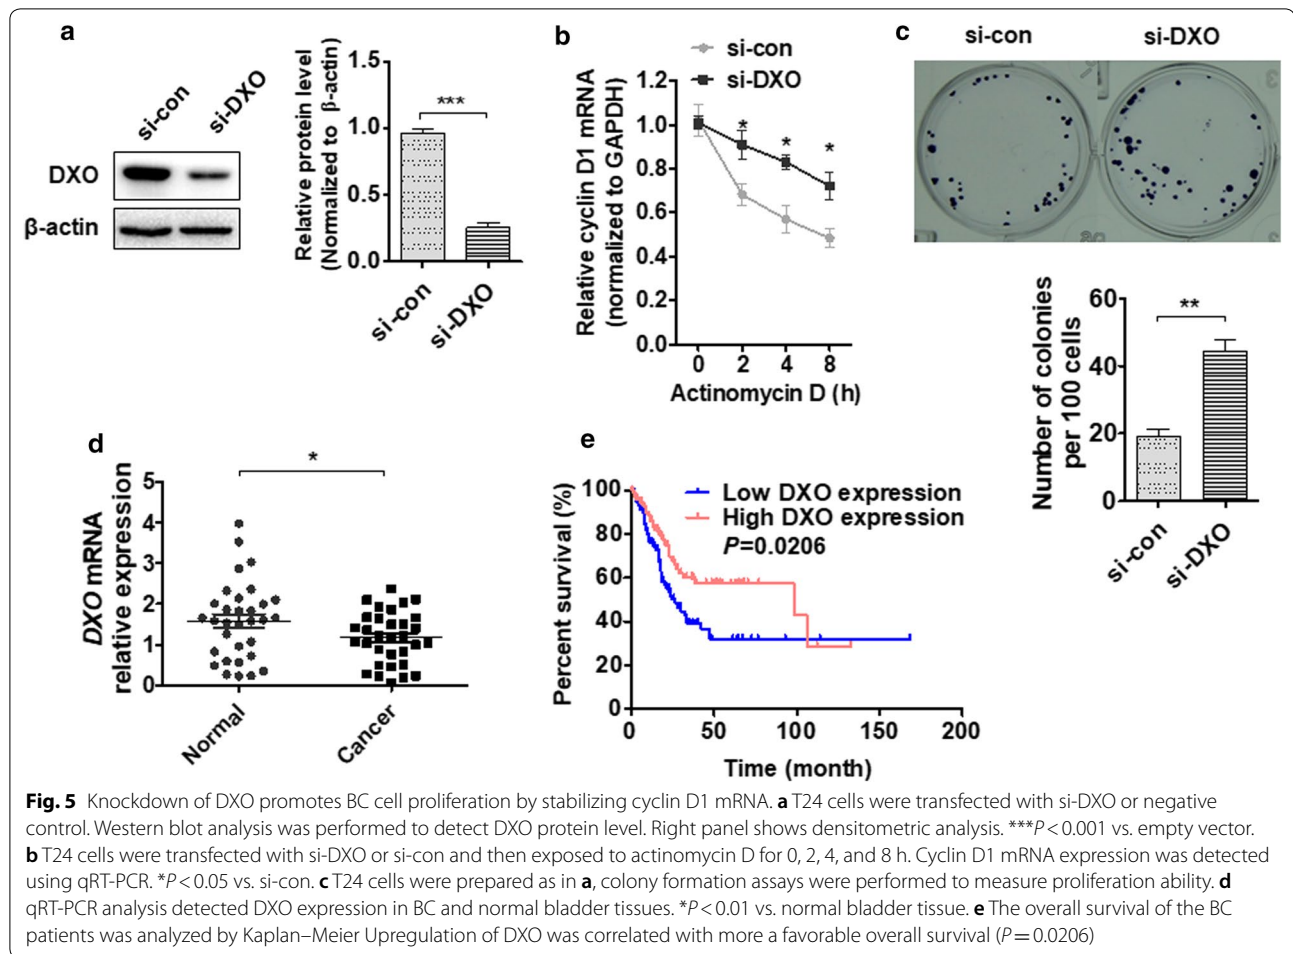 a
si-con
si-DXO
DXO
β-actin
Relative protein level
(Normalized to β-actin)
1.5
1.0
0.5
0.0
***
si-con
si-DXO
b
si-con
si-DXO
Relative cyclin D1 mRNA
(normalized to GAPDH)
1.2
1.0
0.8
0.6
0.4
0.2
0.0
*
*
*
0 2 4 8
Actinomycin D (h)
c
si-con
si-DXO
Number of colonies
per 100 cells
60
40
20
0
**
si-con
si-DXO
d
DXO mRNA
relative expression
5
4
3
2
1
0
*
Normal
Cancer
e
Percent survival (%)
100
80
60
40
20
0
Low DXO expression
High DXO expression
P=0.0206
0 50 100 150 200
Time (month)
Fig. 5 Knockdown of DXO promotes BC cell proliferation by stabilizing cyclin D1 mRNA. a T24 cells were transfected with si-DXO or negative
control. Western blot analysis was performed to detect DXO protein level. Right panel shows densitometric analysis. ***P < 0.001 vs. empty vector.
b T24 cells were transfected with si-DXO or si-con and then exposed to actinomycin D for 0, 2, 4, and 8 h. Cyclin D1 mRNA expression was detected
using qRT-PCR. *P < 0.05 vs. si-con. c T24 cells were prepared as in a, colony formation assays were performed to measure proliferation ability. d
qRT-PCR analysis detected DXO expression in BC and normal bladder tissues. *P < 0.01 vs. normal bladder tissue. e The overall survival of the BC
patients was analyzed by Kaplan–Meier Upregulation of DXO was correlated with more a favorable overall survival (P = 0.0206)